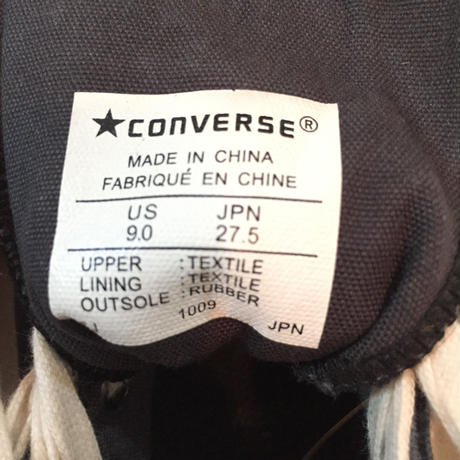 ★CONVERSE®
MADE IN CHINA
FABRIQUÉ EN CHINE
US JPN
9.0 27.5
UPPER :TEXTILE
LINING :TEXTILE
OUTSOLE :RUBBER
1009 JPN